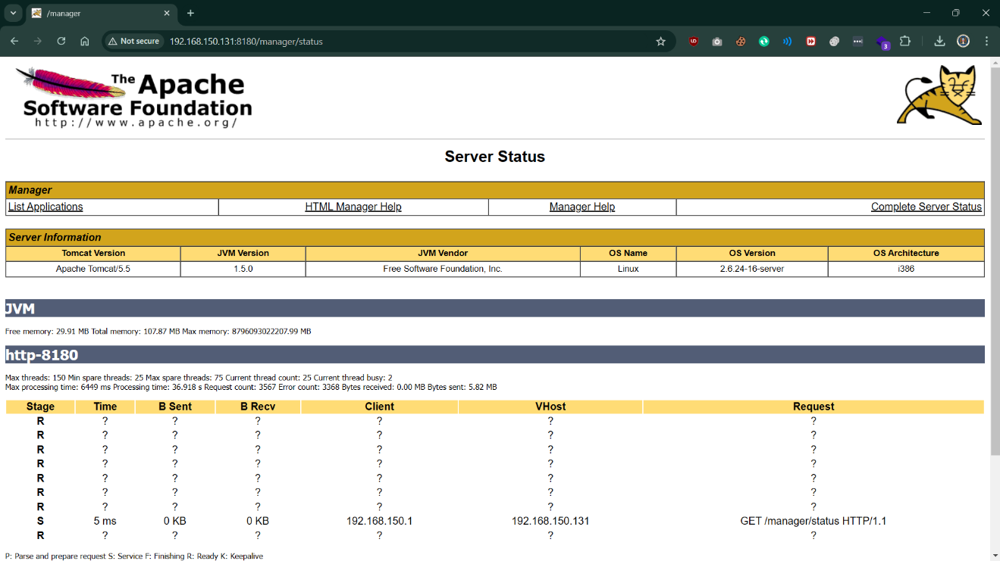 /manager
Not secure 192.168.150.131:8180/manager/status
3
The Apache
Software Foundation
http://www.apache.org/
Server Status
Manager
List Applications HTML Manager Help Manager Help Complete Server Status
Server Information
Tomcat Version JVM Version JVM Vendor OS Name OS Version OS Architecture
Apache Tomcat/5.5 1.5.0 Free Software Foundation, Inc. Linux 2.6.24-16-server i386
JVM
Free memory: 29.91 MB Total memory: 107.87 MB Max memory: 8796093022207.99 MB
http-8180
Max threads: 150 Min spare threads: 25 Max spare threads: 75 Current thread count: 25 Current thread busy: 2
Max processing time: 6449 ms Processing time: 36.918 s Request count: 3567 Error count: 3368 Bytes received: 0.00 MB Bytes sent: 5.82 MB
Stage Time B Sent B Recv Client VHost Request
R ? ? ? ? ? ?
R ? ? ? ? ? ?
R ? ? ? ? ? ?
R ? ? ? ? ? ?
R ? ? ? ? ? ?
R ? ? ? ? ? ?
R ? ? ? ? ? ?
S 5 ms 0 KB 0 KB 192.168.150.1 192.168.150.131 GET /manager/status HTTP/1.1
R ? ? ? ? ? ?
P: Parse and prepare request S: Service F: Finishing R: Ready K: Keepalive